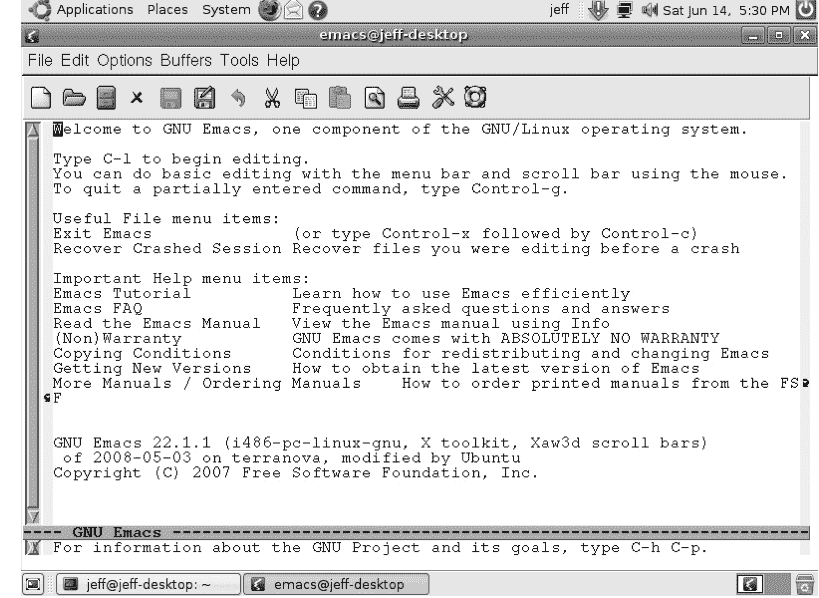 Applications Places System jeff Sat Jun 14, 5:30 PM
emacs@jeff-desktop
File Edit Options Buffers Tools Help
Welcome to GNU Emacs, one component of the GNU/Linux operating system.
Type C-l to begin editing.
You can do basic editing with the menu bar and scroll bar using the mouse.
To quit a partially entered command, type Control-g.
Useful File menu items:
Exit Emacs (or type Control-x followed by Control-c)
Recover Crashed Session Recover files you were editing before a crash
Important Help menu items:
Emacs Tutorial Learn how to use Emacs efficiently
Emacs FAQ Frequently asked questions and answers
Read the Emacs Manual View the Emacs manual using Info
(Non)Warranty GNU Emacs comes with ABSOLUTELY NO WARRANTY
Copying Conditions Conditions for redistributing and changing Emacs
Getting New Versions How to obtain the latest version of Emacs
More Manuals / Ordering Manuals How to order printed manuals from the FS
F
GNU Emacs 22.1.1 (i486-pc-linux-gnu, X toolkit, Xaw3d scroll bars)
of 2008-05-03 on terranova, modified by Ubuntu
Copyright (C) 2007 Free Software Foundation, Inc.
-- GNU Emacs ----------------------------------------------------------------
For information about the GNU Project and its goals, type C-h C-p.
jeff@jeff-desktop: ~ emacs@jeff-desktop